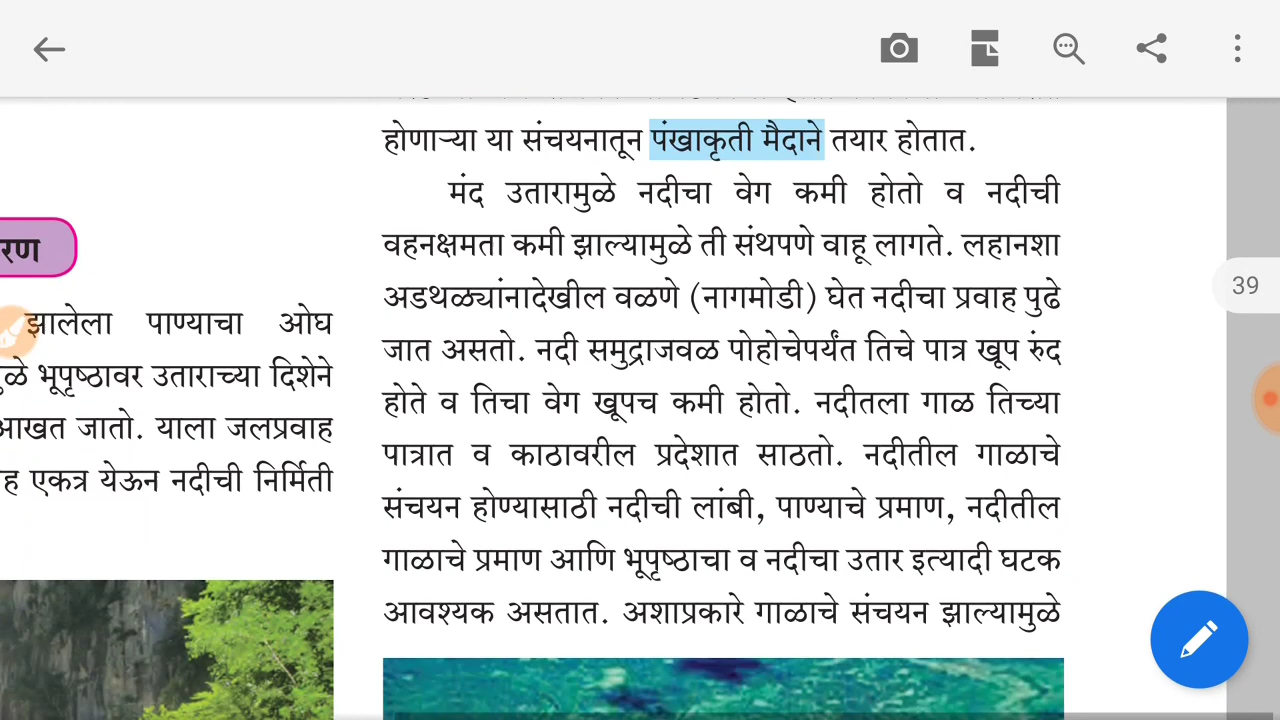 39
रण
झालेला पाण्याचा ओघ
ळे भूपृष्ठावर उताराच्या दिशेने
आखत जातो. याला जलप्रवाह
ह एकत्र येऊन नदीची निर्मिती
होणाऱ्या या संचयनातून पंखाकृती मैदाने तयार होतात.
मंद उतारामुळे नदीचा वेग कमी होतो व नदीची
वहनक्षमता कमी झाल्यामुळे ती संथपणे वाहू लागते. लहानशा
अडथळ्यांनादेखील वळणे (नागमोडी) घेत नदीचा प्रवाह पुढे
जात असतो. नदी समुद्राजवळ पोहोचेपर्यंत तिचे पात्र खूप रुंद
होते व तिचा वेग खूपच कमी होतो. नदीतला गाळ तिच्या
पात्रात व काठावरील प्रदेशात साठतो. नदीतील गाळाचे
संचयन होण्यासाठी नदीची लांबी, पाण्याचे प्रमाण, नदीतील
गाळाचे प्रमाण आणि भूपृष्ठाचा व नदीचा उतार इत्यादी घटक
आवश्यक असतात. अशाप्रकारे गाळाचे संचयन झाल्यामुळे